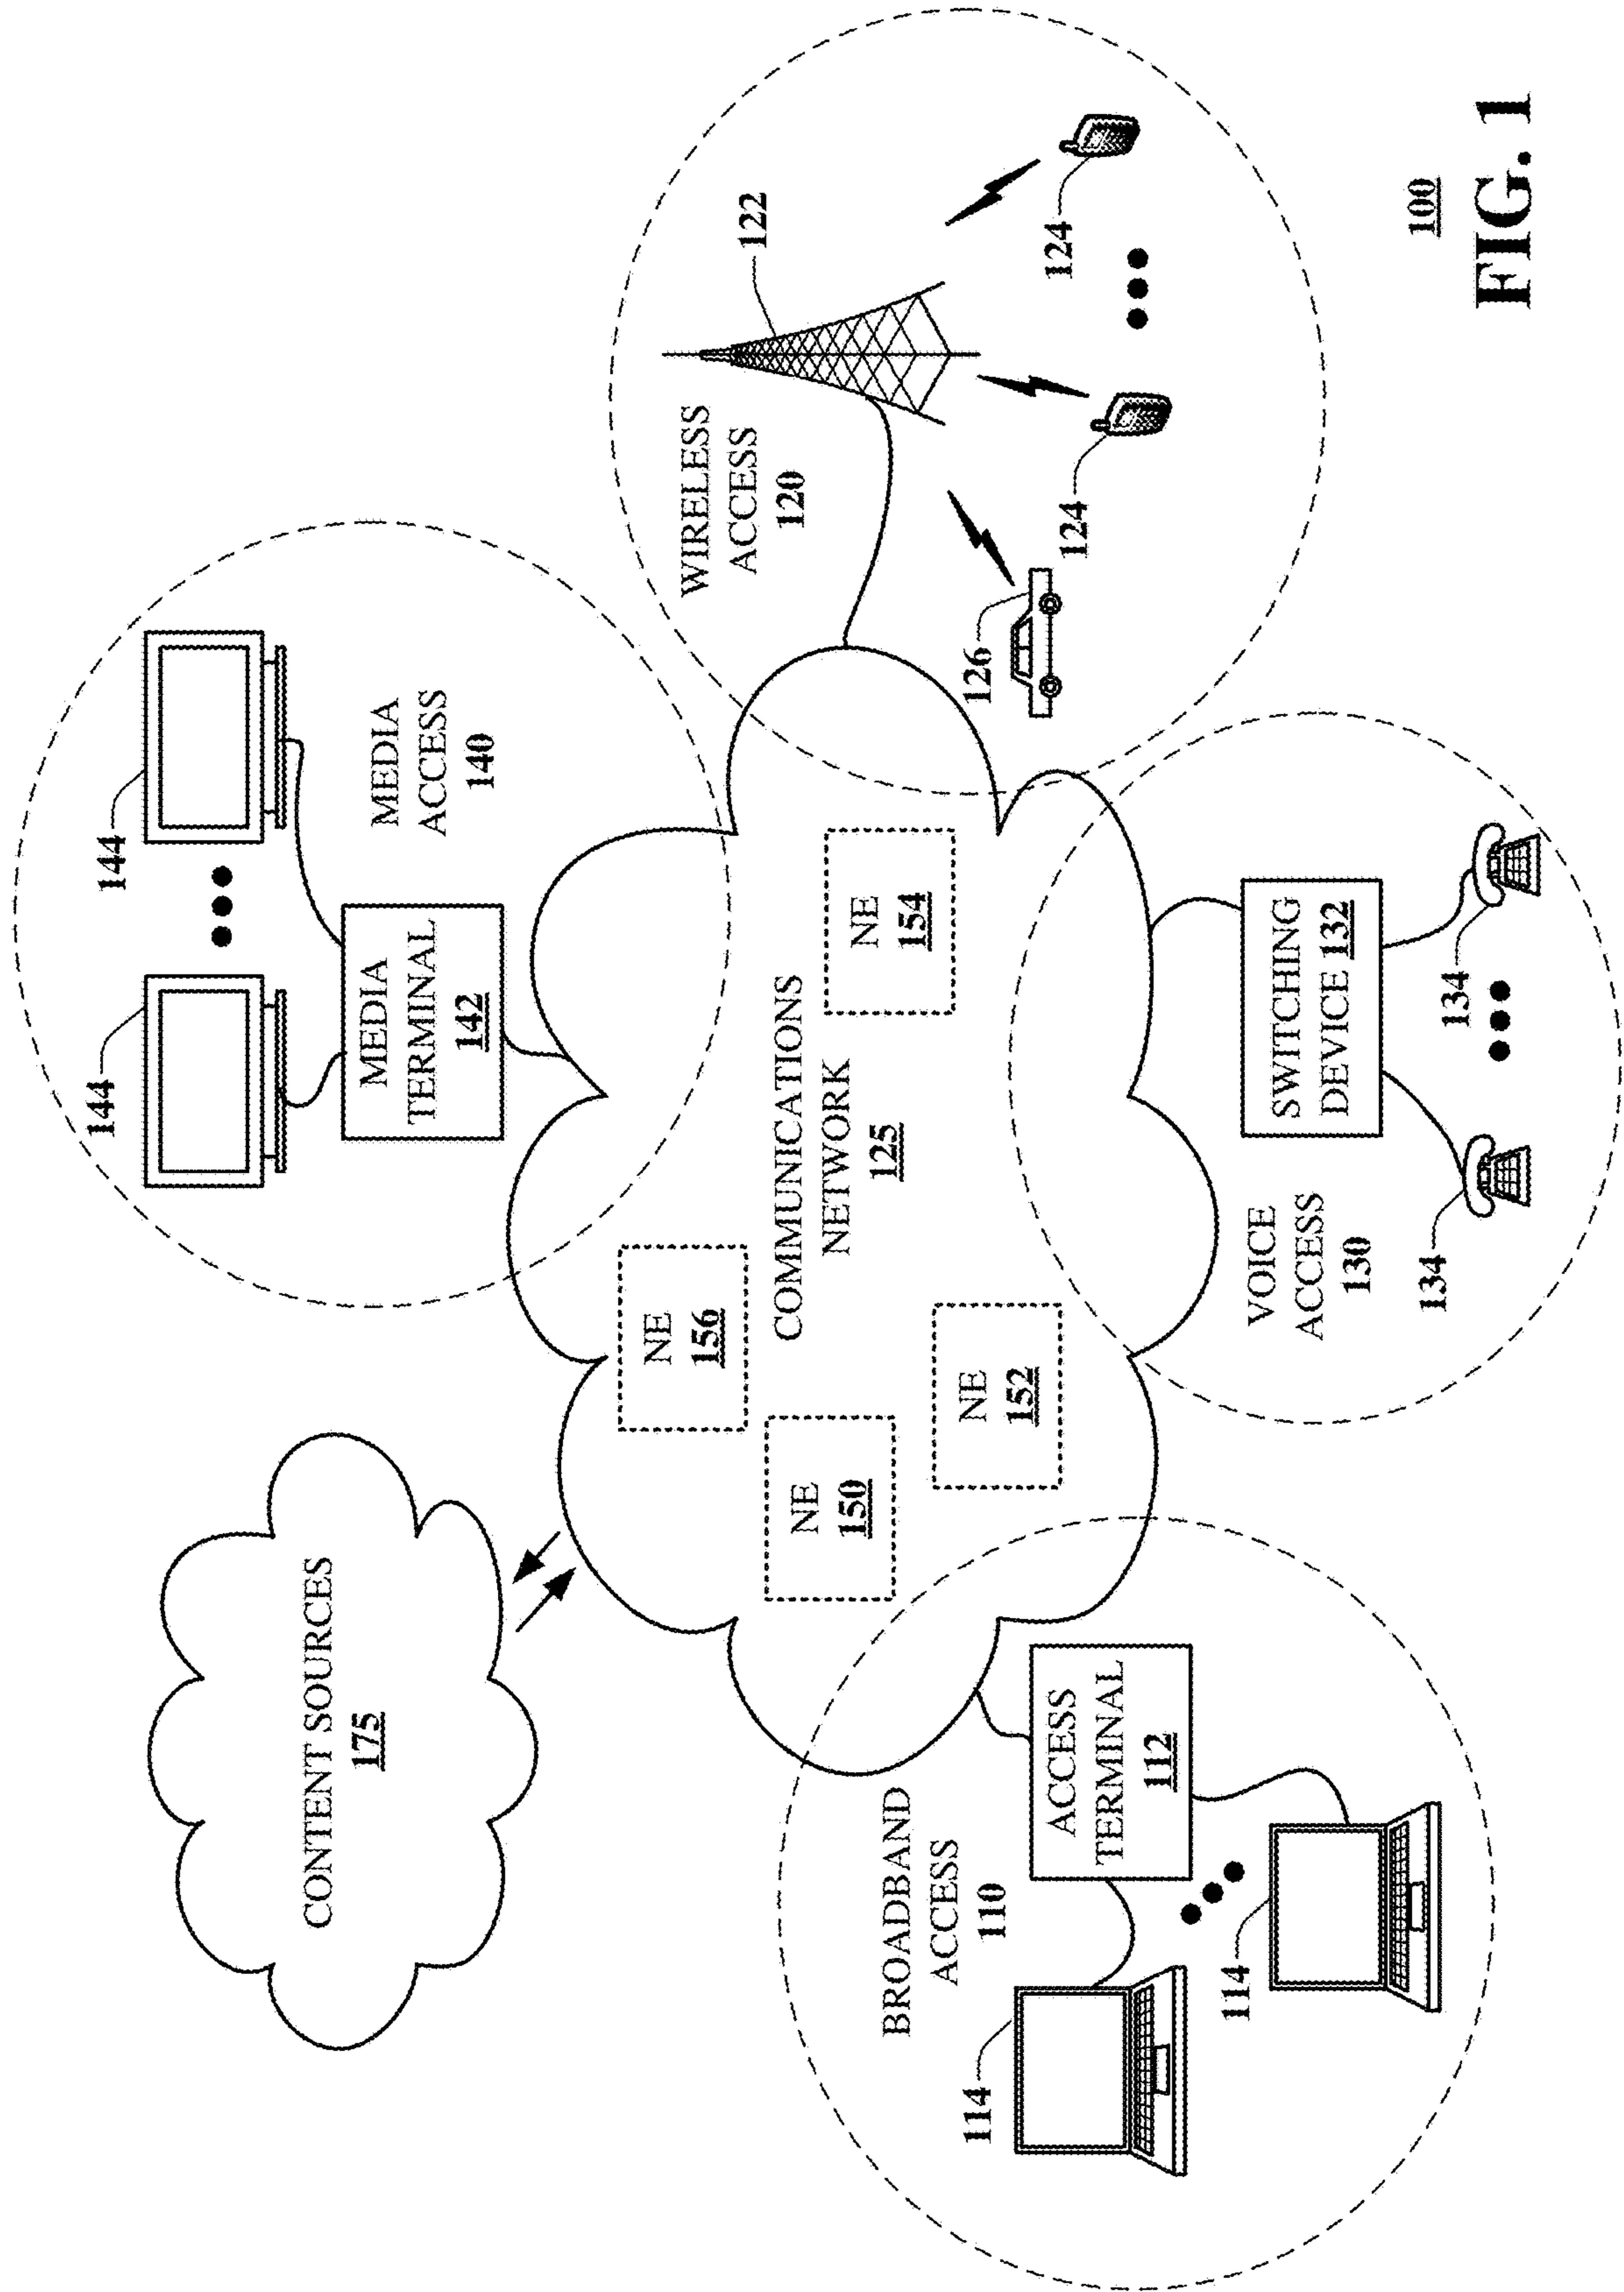 144
144
MEDIA
TERMINAL
142
MEDIA
ACCESS
140
CONTENT SOURCES
175
WIRELESS
ACCESS
120
122
124
124
126
NE
156
NE
150
NE
152
NE
154
COMMUNICATIONS
NETWORK
125
BROADBAND
ACCESS
110
ACCESS
TERMINAL
112
114
114
VOICE
ACCESS
130
SWITCHING
DEVICE 132
134
134
100
FIG. 1